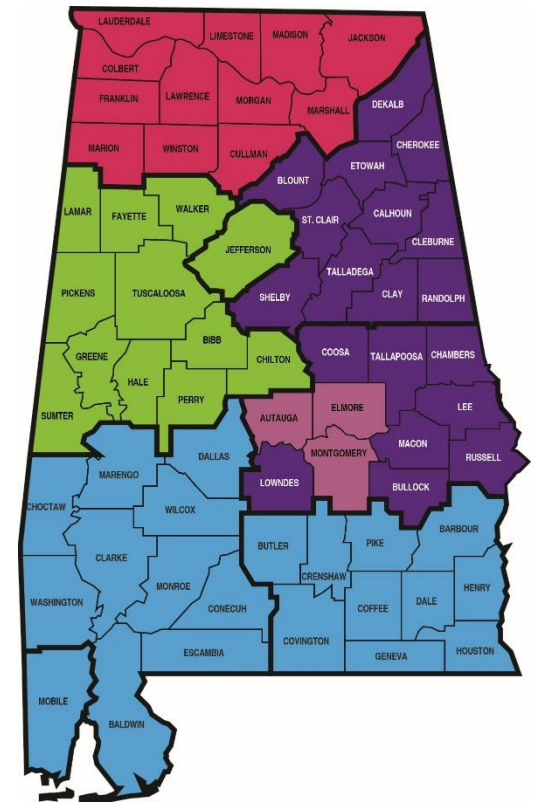 LAUDERDALE
LIMESTONE
MADISON
JACKSON
COLBERT
FRANKLIN
LAWRENCE
MORGAN
MARSHALL
DEKALB
MARION
WINSTON
CULLMAN
CHEROKEE
BLOUNT
ETOWAH
LAMAR
FAYETTE
WALKER
ST. CLAIR
CALHOUN
JEFFERSON
CLEBURNE
TALLADEGA
PICKENS
TUSCALOOSA
SHELBY
CLAY
RANDOLPH
BIBB
GREENE
HALE
CHILTON
COOSA
TALLAPOOSA
CHAMBERS
SUMTER
PERRY
AUTAUGA
ELMORE
LEE
MACON
MONTGOMERY
DALLAS
RUSSELL
MARENGO
LOWNDES
BULLOCK
CHOCTAW
WILCOX
BARBOUR
BUTLER
PIKE
CLARKE
CRENSHAW
MONROE
HENRY
WASHINGTON
CONECUH
COFFEE
DALE
COVINGTON
ESCAMBIA
GENEVA
HOUSTON
MOBILE
BALDWIN